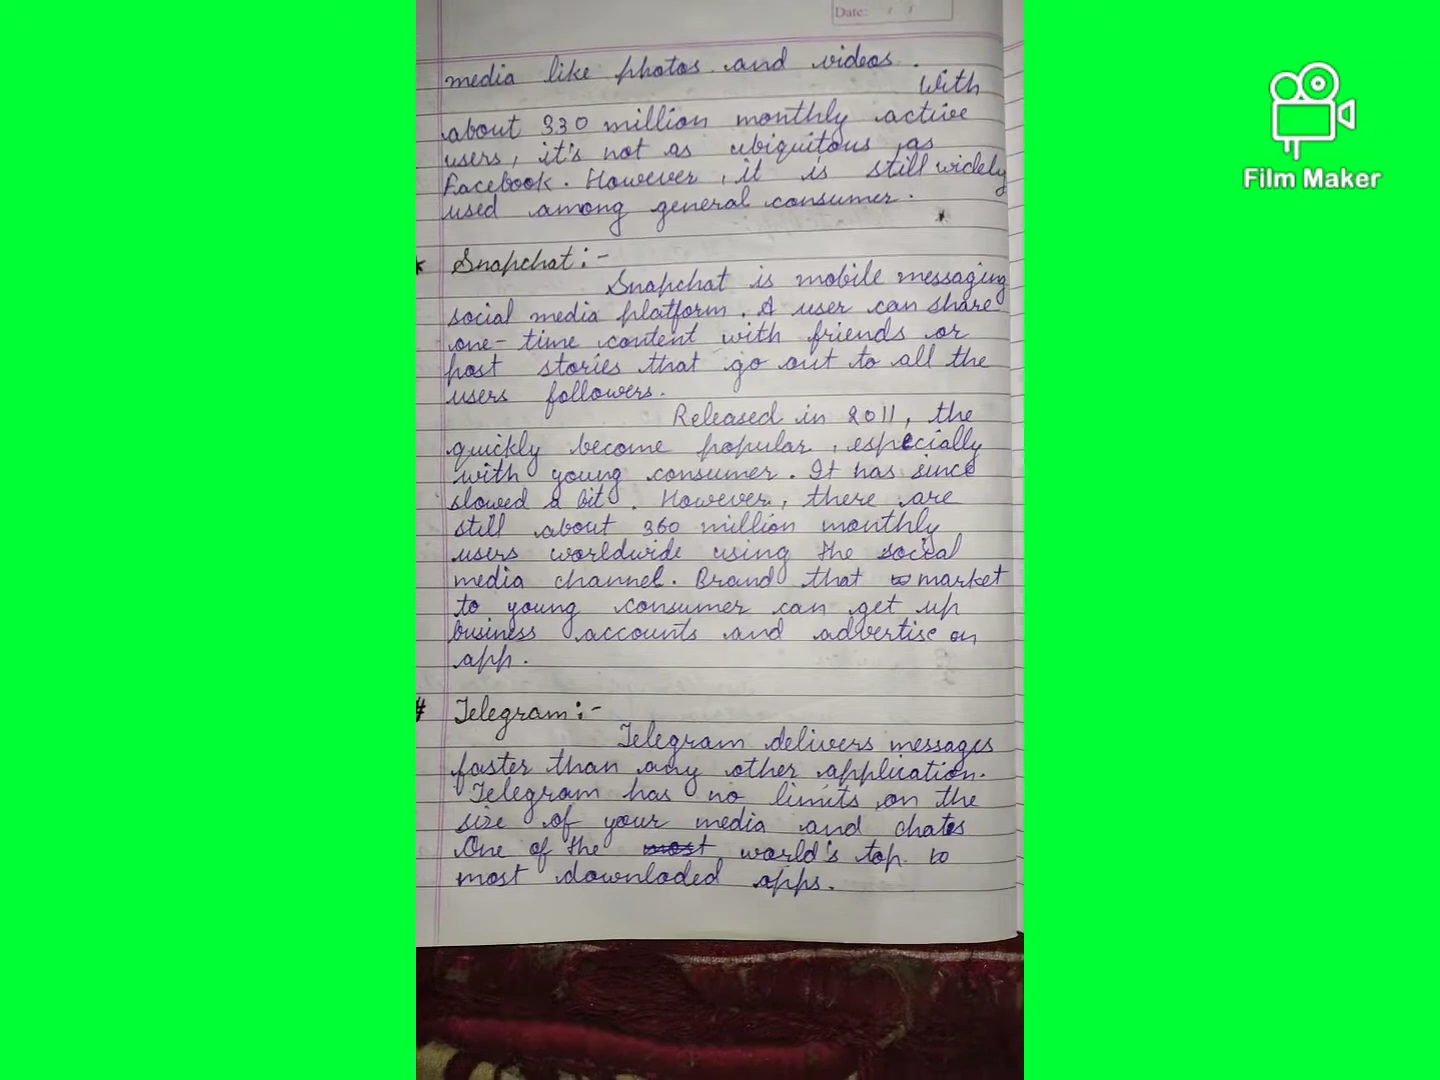 Date: / /
media like photos and videos.
With
about 330 million monthly active
users, it's not as ubiquitous as
Facebook. However, it is still widely
used among general consumer.
* Snapchat:-
Snapchat is mobile messaging
social media platform. A user can share
one-time content with friends or
post stories that go out to all the
users followers.
Released in 2011, the
quickly become popular, especially
with young consumer. It has since
slowed a bit. However, there are
still about 360 million monthly
users worldwide using the social
media channel. Brand that market
to young consumer can get up
business accounts and advertise on
app.
# Telegram:-
Telegram delivers messages
faster than any other application.
Telegram has no limits on the
size of your media and chats
One of the most world's top 10
most downloded apps.
Film Maker